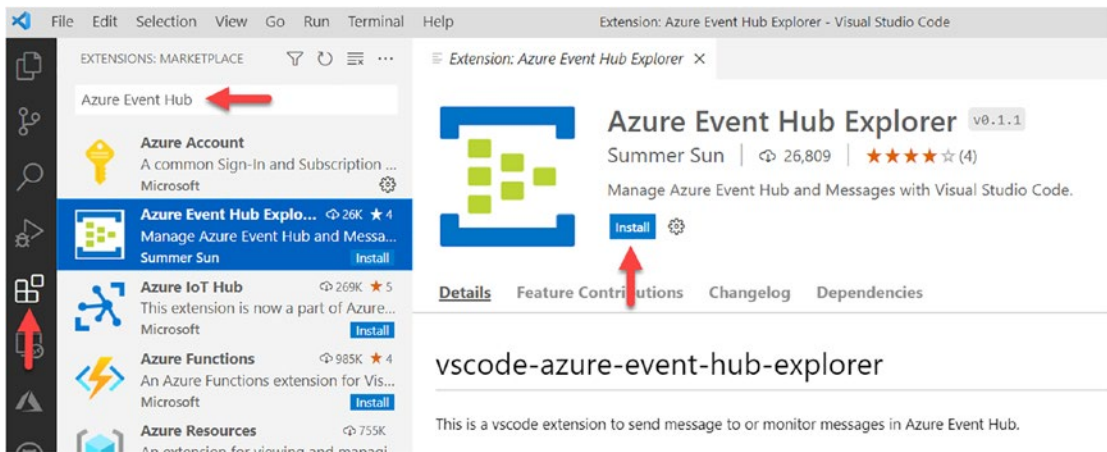 File Edit Selection View Go Run Terminal Help
Extension: Azure Event Hub Explorer - Visual Studio Code
EXTENSIONS: MARKETPLACE
Azure Event Hub
Azure Account
A common Sign-In and Subscription ...
Microsoft
Azure Event Hub Explo... 26K ★ 4
Manage Azure Event Hub and Messa...
Summer Sun Install
Azure IoT Hub 269K ★ 5
This extension is now a part of Azure...
Microsoft Install
Azure Functions 985K ★ 4
An Azure Functions extension for Vis...
Microsoft Install
Azure Resources 755K
An extension for viewing and managi...
Extension: Azure Event Hub Explorer ×
Azure Event Hub Explorer v0.1.1
Summer Sun | 26,809 | ★★★★☆ (4)
Manage Azure Event Hub and Messages with Visual Studio Code.
Install
Details Feature Contributions Changelog Dependencies
vscode-azure-event-hub-explorer
This is a vscode extension to send message to or monitor messages in Azure Event Hub.